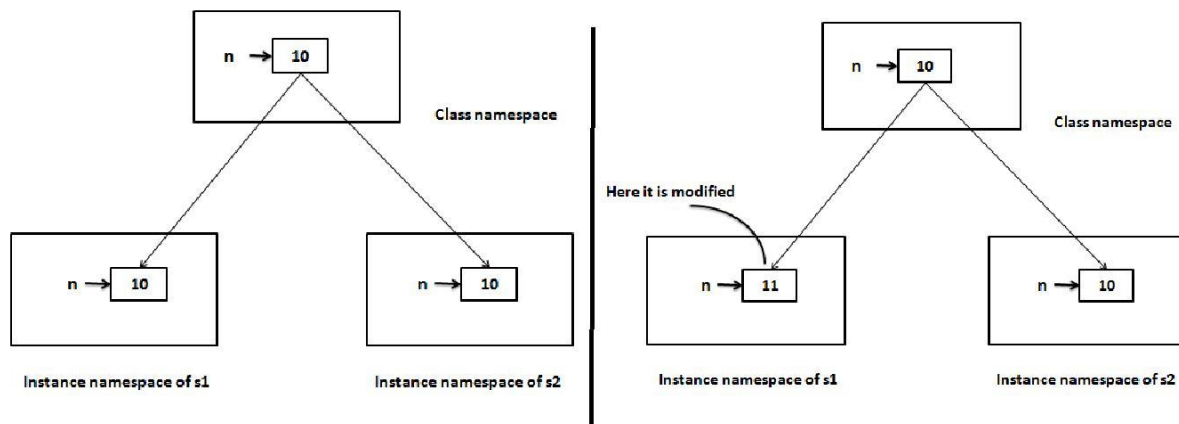 n
10
Class namespace
n
10
n
10
Instance namespace of s1
Instance namespace of s2
n
10
Class namespace
Here it is modified
n
11
n
10
Instance namespace of s1
Instance namespace of s2